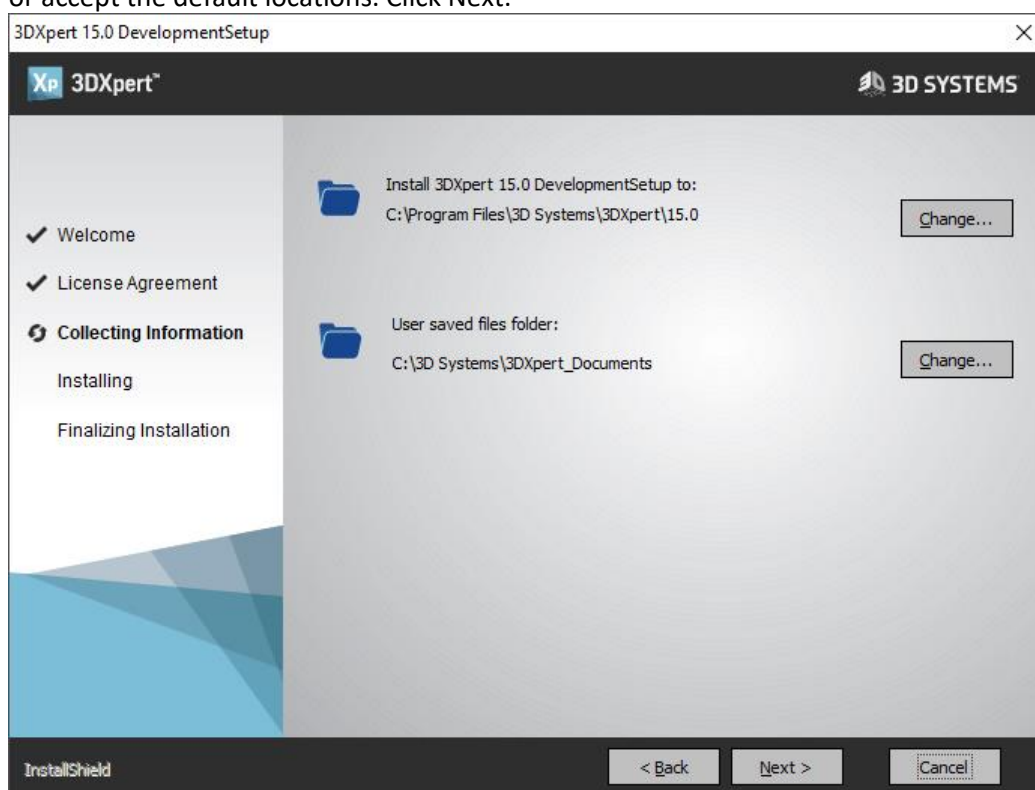 or accept the default locations. Click Next.
3DXpert 15.0 DevelopmentSetup
Xp 3DXpert™
3D SYSTEMS
Welcome
License Agreement
Collecting Information
Installing
Finalizing Installation
Install 3DXpert 15.0 DevelopmentSetup to:
C:\Program Files\3D Systems\3DXpert\15.0
Change...
User saved files folder:
C:\3D Systems\3DXpert_Documents
Change...
InstallShield
< Back
Next >
Cancel